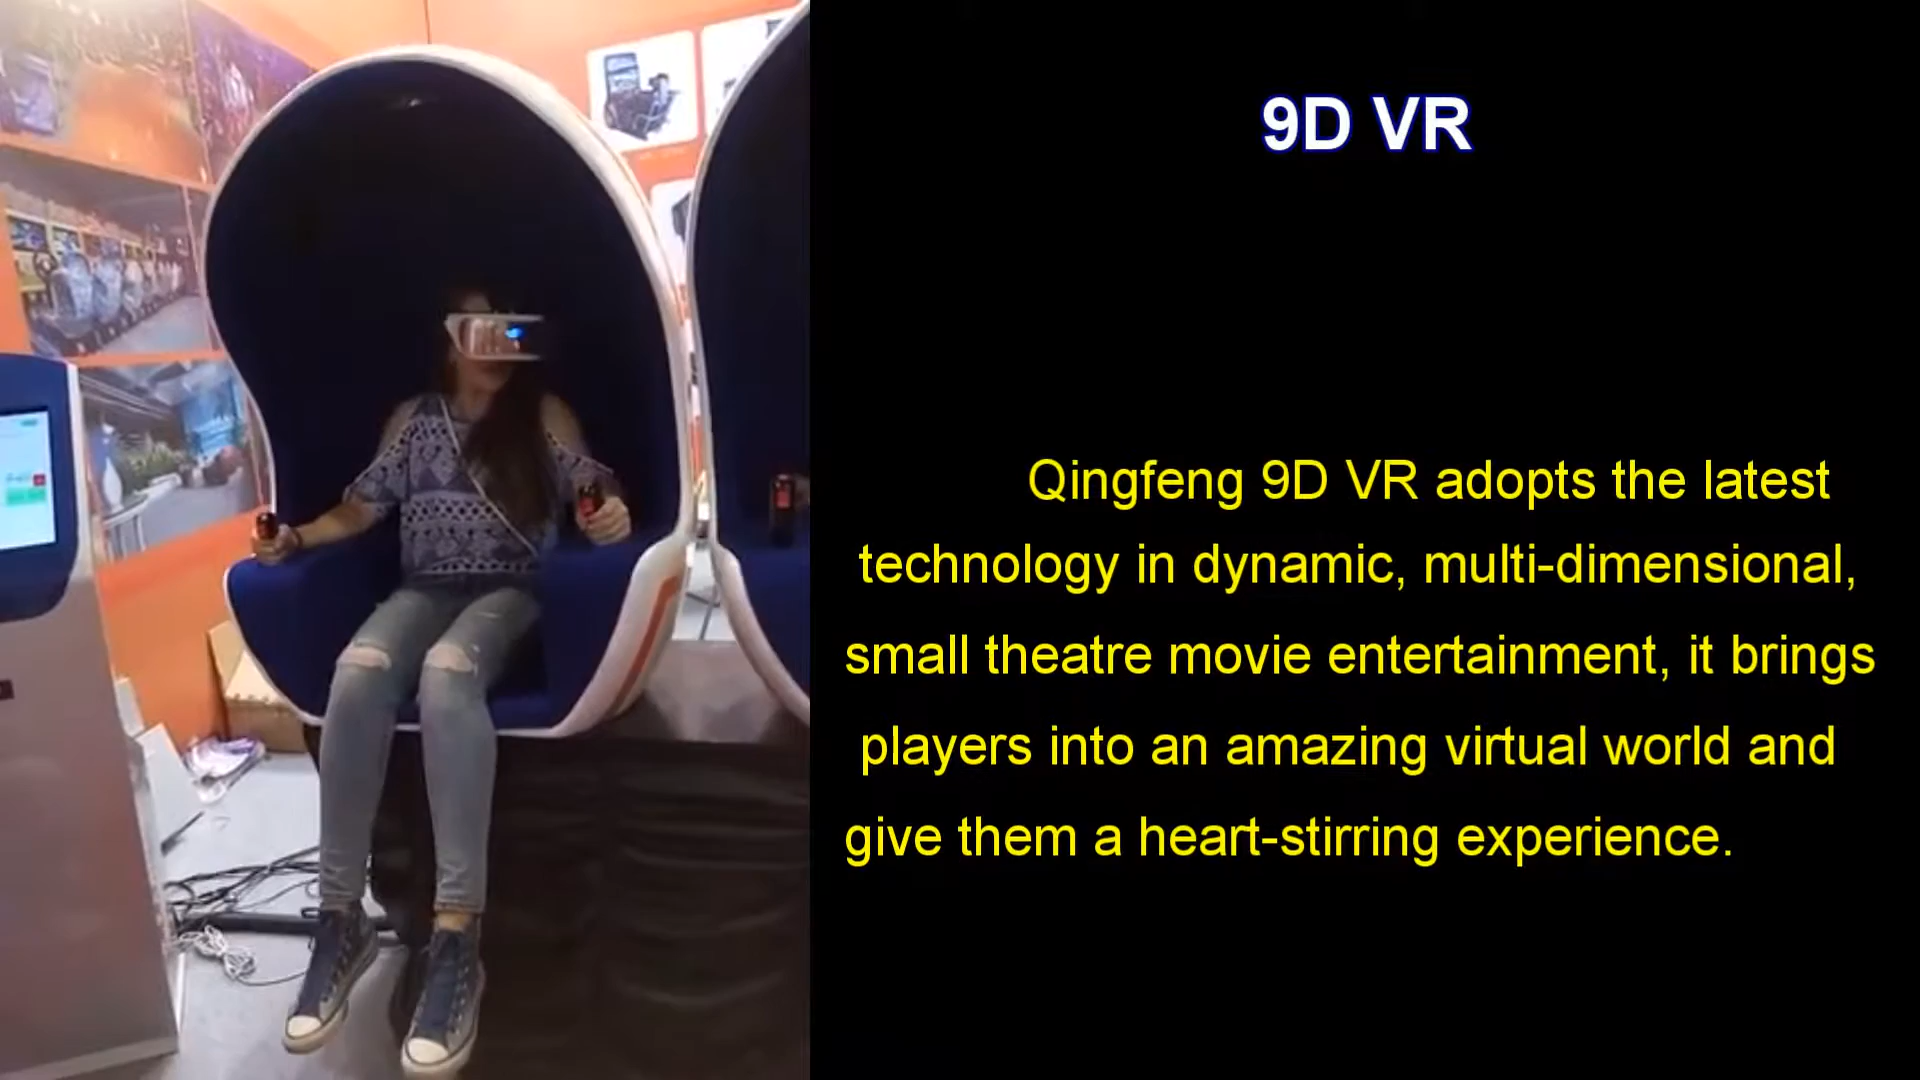 9D VR
Qingfeng 9D VR adopts the latest
technology in dynamic, multi-dimensional,
small theatre movie entertainment, it brings
players into an amazing virtual world and
give them a heart-stirring experience.